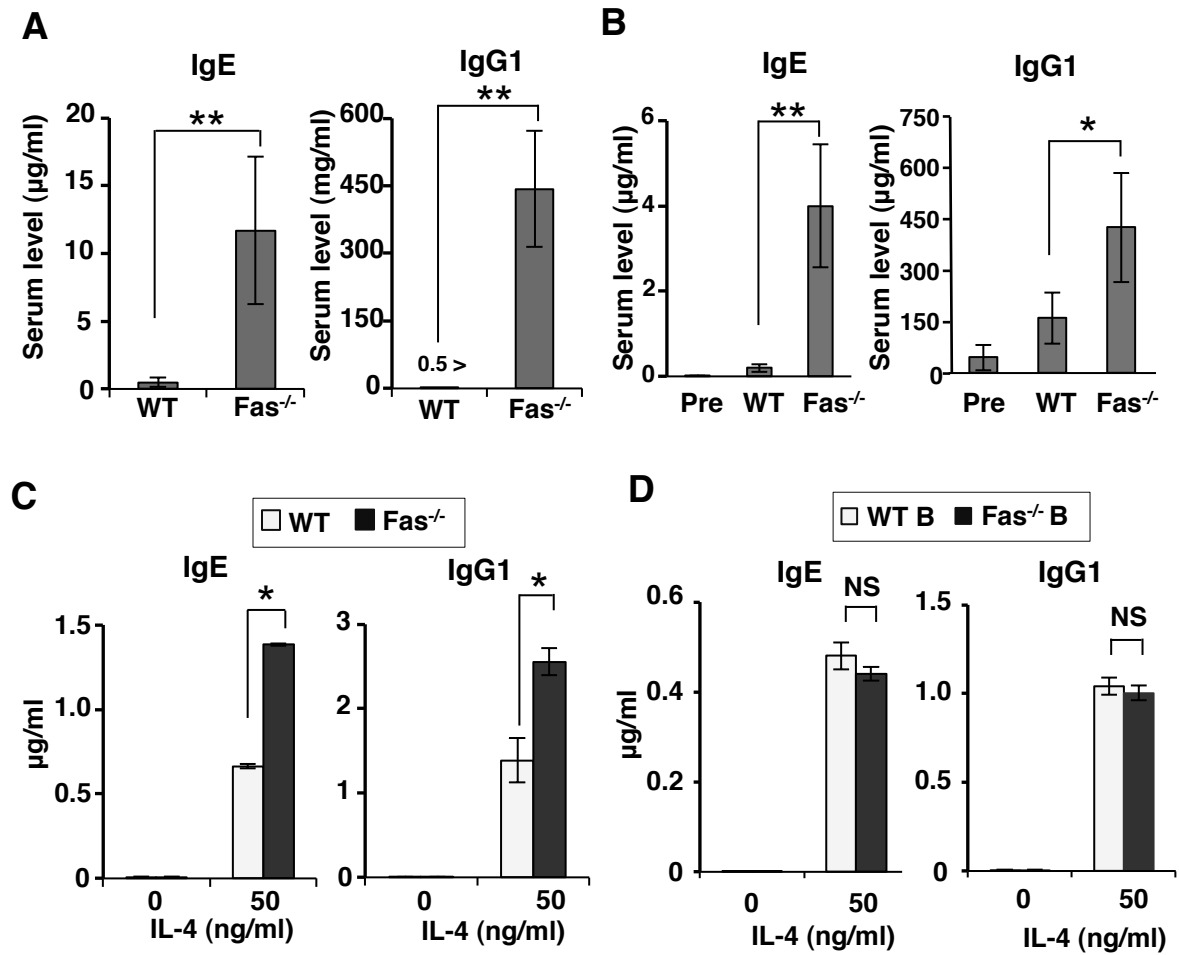 A
IgE
**
Serum level (µg/ml)
20
15
10
5
0
WT
Fas-/-
IgG1
**
Serum level (mg/ml)
600
450
300
150
0
0.5 >
WT
Fas-/-
B
IgE
**
Serum level (µg/ml)
6
4
2
0
Pre
WT
Fas-/-
IgG1
*
Serum level (µg/ml)
750
600
450
300
150
0
Pre
WT
Fas-/-
C
WT
Fas-/-
IgE
*
µg/ml
1.5
1.0
0.5
0
0
50
IL-4 (ng/ml)
IgG1
*
3
2
1
0
0
50
IL-4 (ng/ml)
D
WT B
Fas-/- B
IgE
NS
µg/ml
0.6
0.4
0.2
0
0
50
IL-4 (ng/ml)
IgG1
NS
1.5
1.0
0.5
0
0
50
IL-4 (ng/ml)